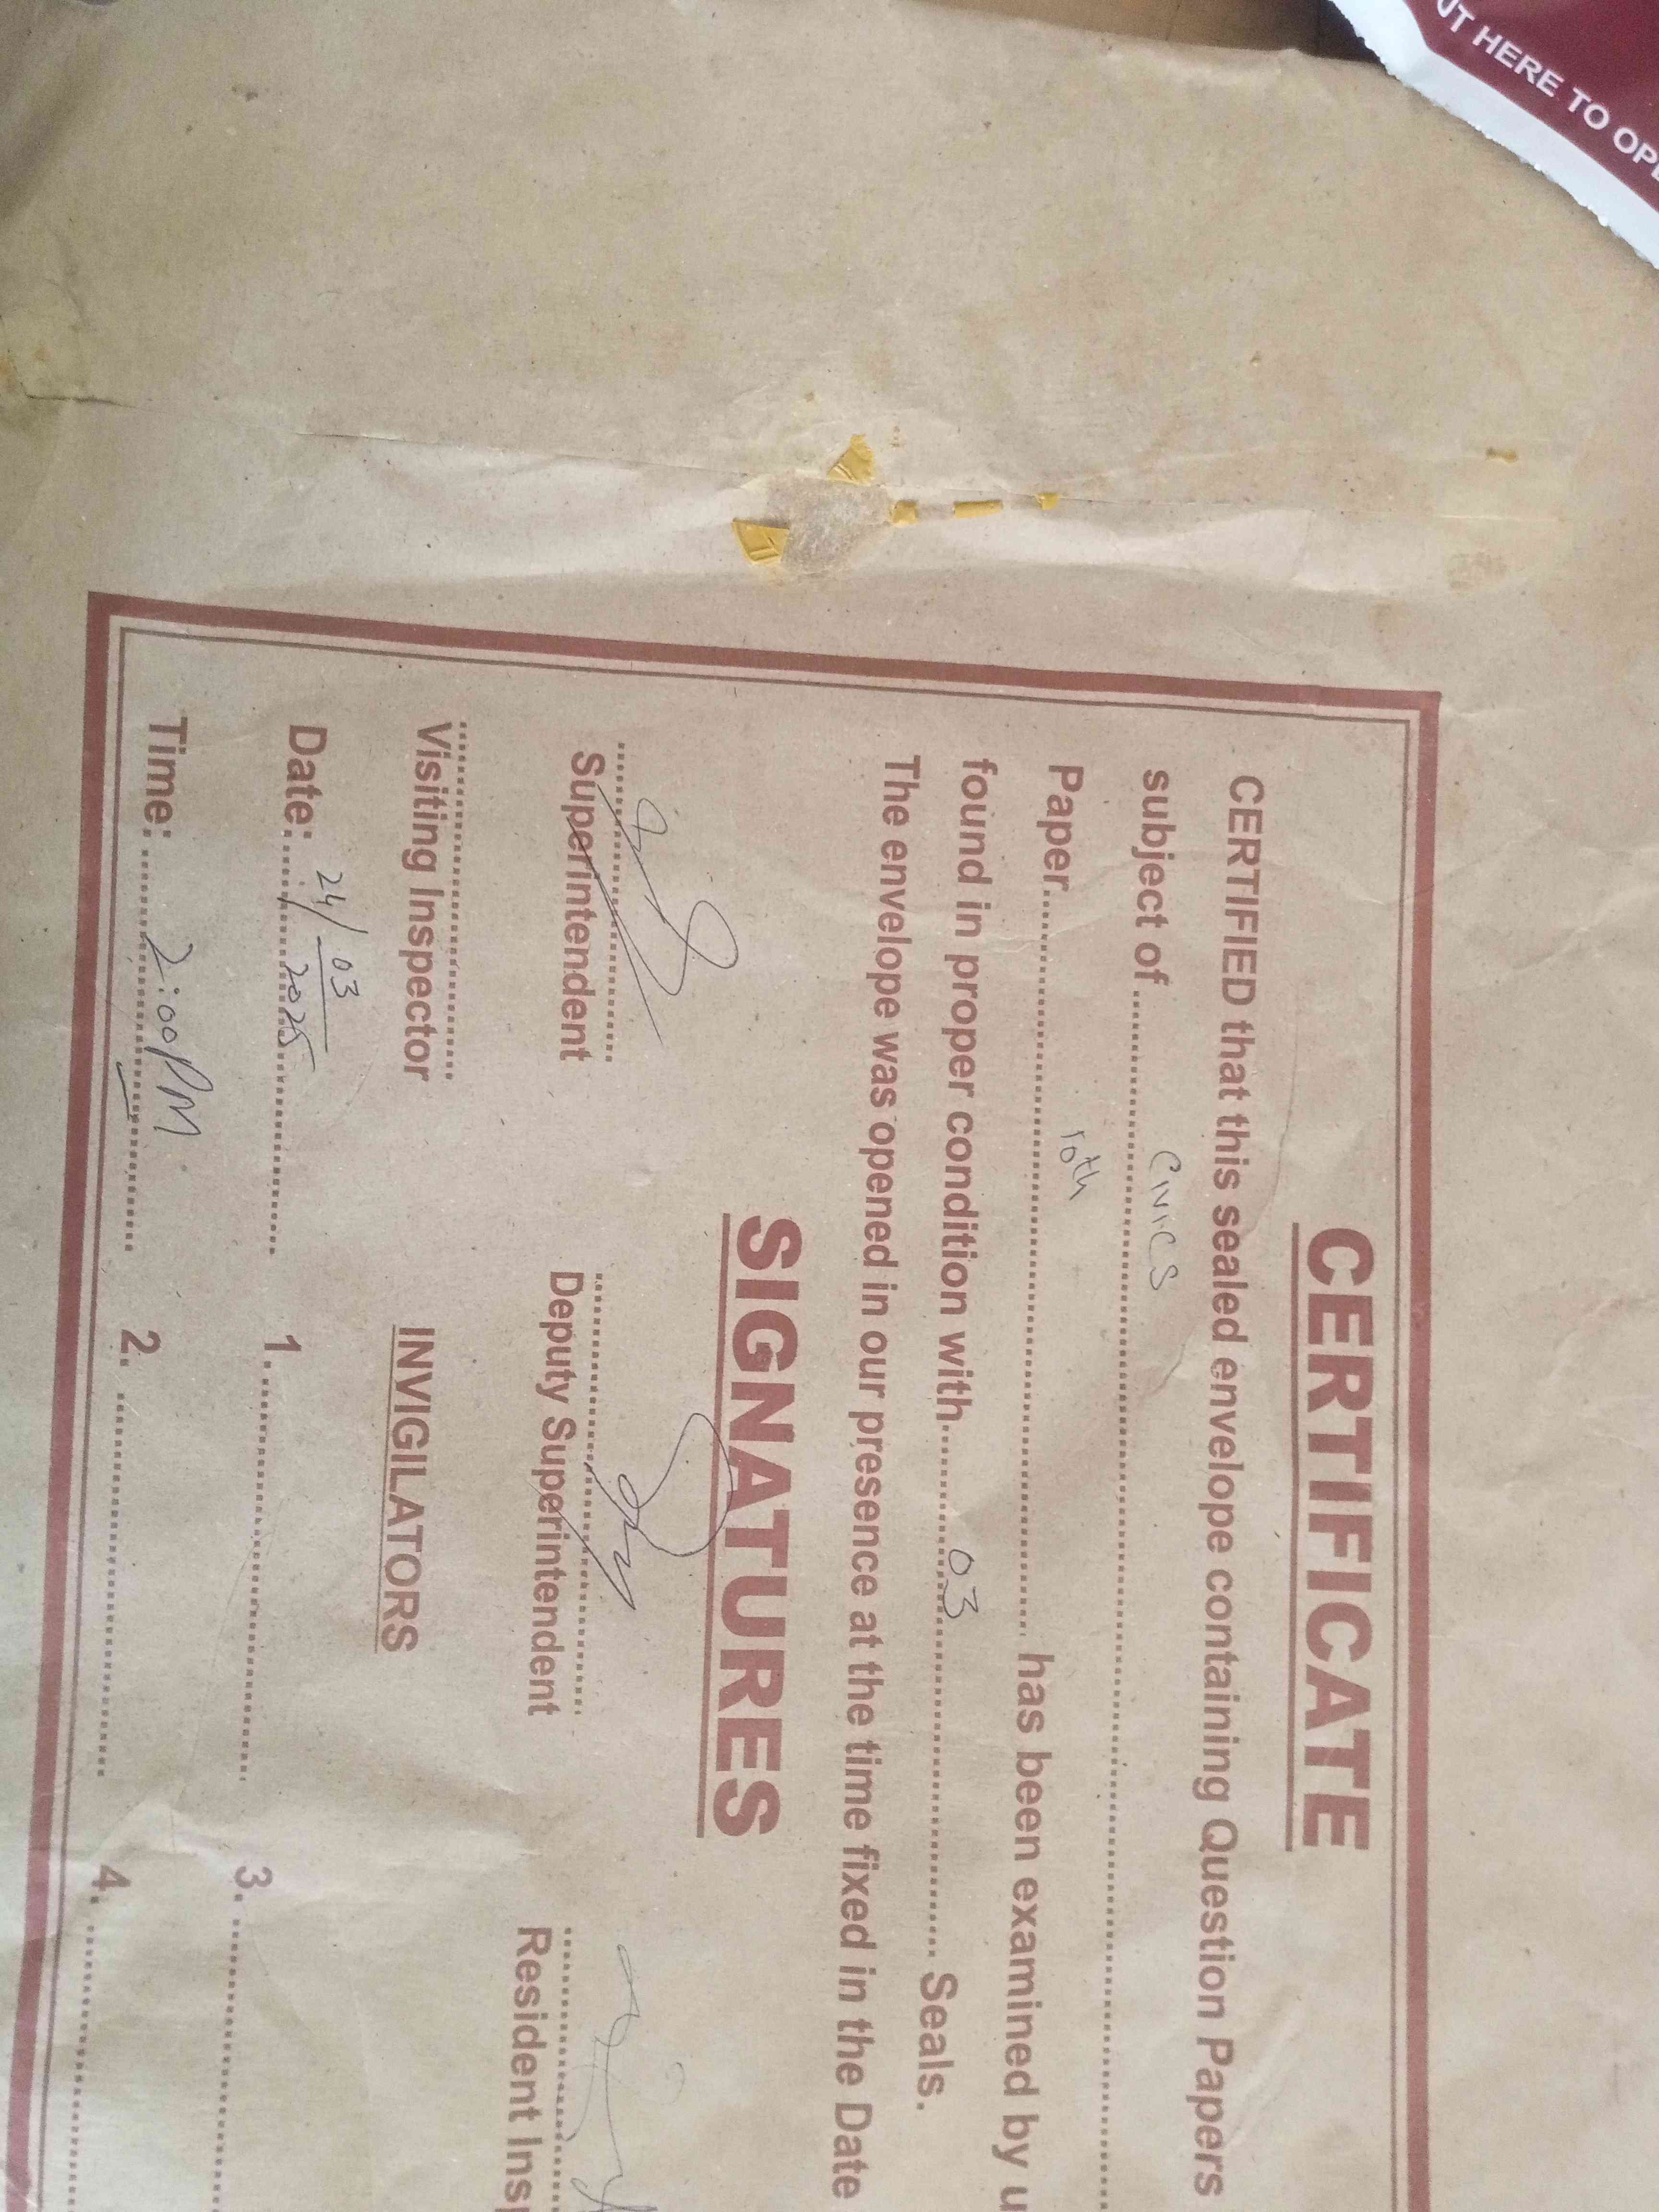 UT HERE TO OPE
CERTIFICATE
CERTIFIED that this sealed envelope containing Question Papers
subject of .......... Civics ..........
Paper .......... 10th .......... has been examined by u
found in proper condition with .......... 03 .......... Seals.
The envelope was opened in our presence at the time fixed in the Date
SIGNATURES
Superintendent Deputy Superintendent Resident Insp
Visiting Inspector INVIGILATORS
Date: 24/03/2025 1. .......... 3. ..........
Time: 2:00PM 2. .......... 4. ..........